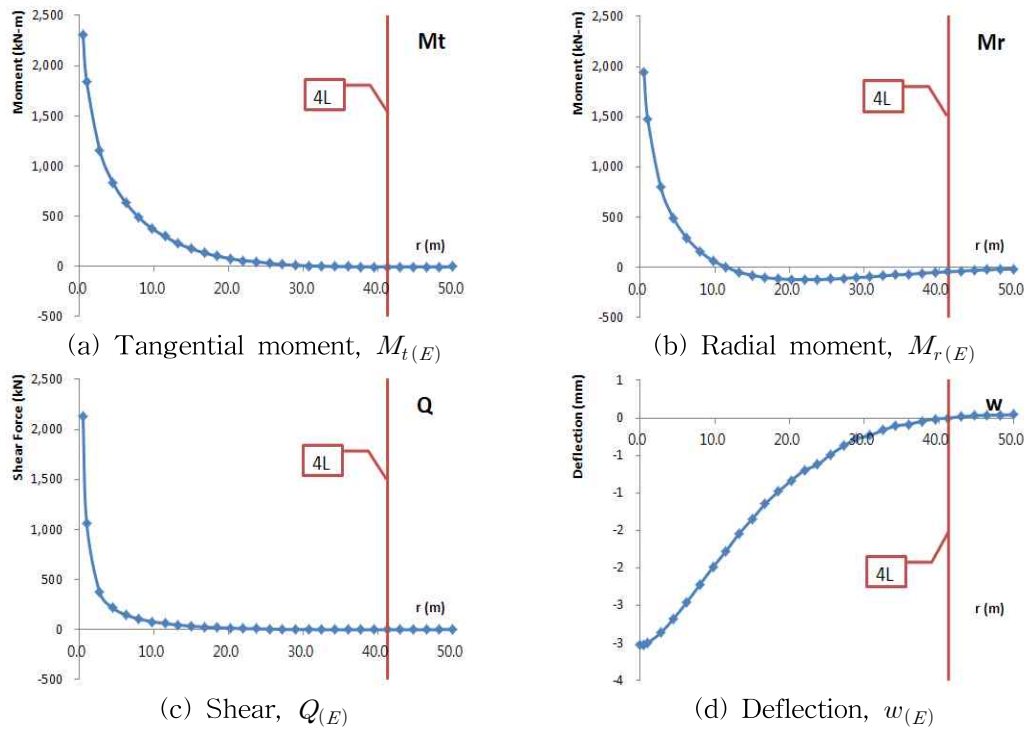 Moment (kN-m)
2,500
2,000
1,500
1,000
500
0
-500
0.0 10.0 20.0 30.0 40.0 50.0
Mt
4L
r (m)
(a) Tangential moment, M_{t(E)}
Moment (kN-m)
2,500
2,000
1,500
1,000
500
0
-500
0.0 10.0 20.0 30.0 40.0 50.0
Mr
4L
r (m)
(b) Radial moment, M_{r(E)}
Shear Force (kN)
2,500
2,000
1,500
1,000
500
0
-500
0.0 10.0 20.0 30.0 40.0 50.0
Q
4L
r (m)
(c) Shear, Q_{(E)}
Deflection (mm)
1
0
-1
-1
-2
-2
-3
-3
-4
0.0 10.0 20.0 30.0 40.0 50.0
w
4L
r (m)
(d) Deflection, w_{(E)}